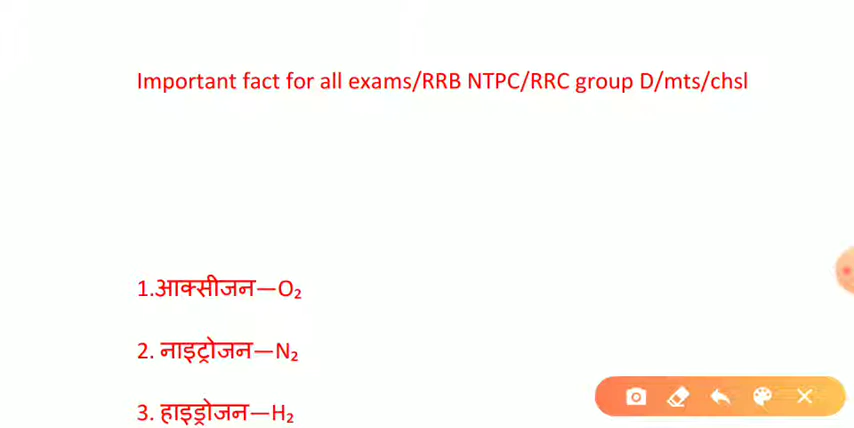 Important fact for all exams/RRB NTPC/RRC group D/mts/chsl
1.आक्सीजन—O₂
2. नाइट्रोजन—N₂
3. हाइड्रोजन—H₂